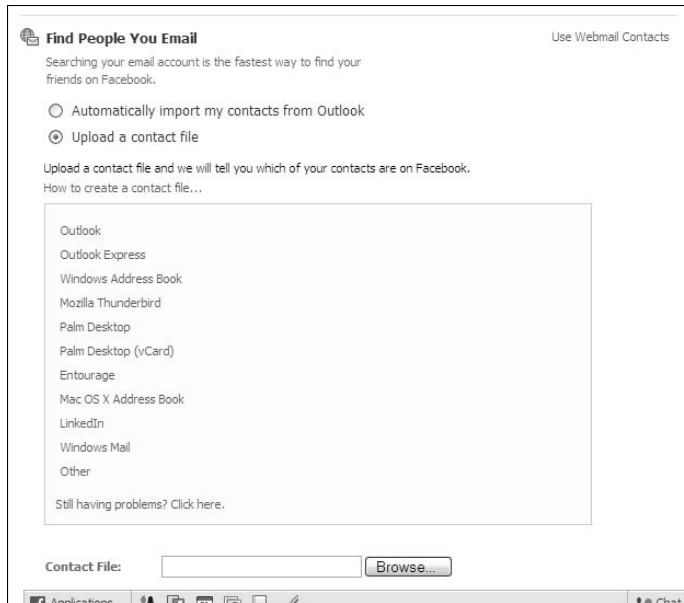 Find People You Email
Use Webmail Contacts
Searching your email account is the fastest way to find your
friends on Facebook.
Automatically import my contacts from Outlook
Upload a contact file
Upload a contact file and we will tell you which of your contacts are on Facebook.
How to create a contact file...
Outlook
Outlook Express
Windows Address Book
Mozilla Thunderbird
Palm Desktop
Palm Desktop (vCard)
Entourage
Mac OS X Address Book
LinkedIn
Windows Mail
Other
Still having problems? Click here.
Contact File:
Browse...
Applications
Chat